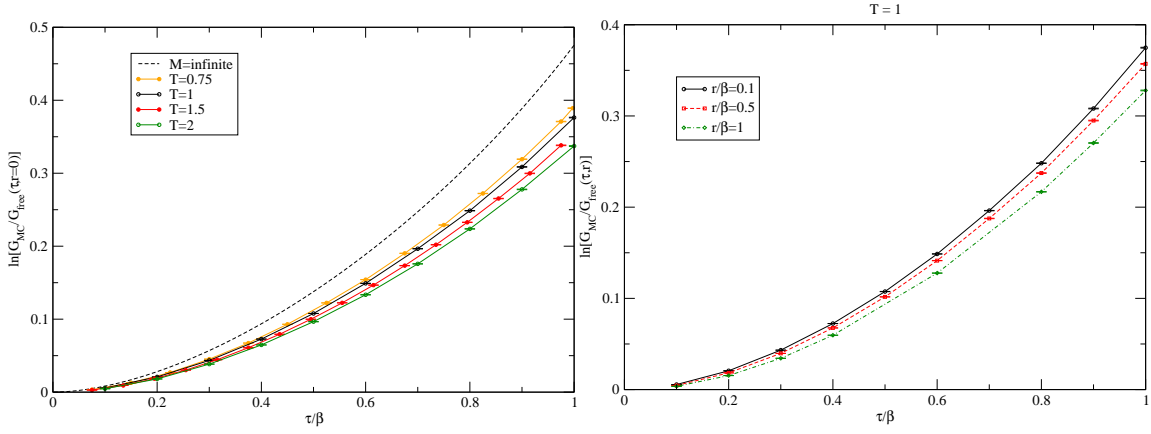 0.5
0.4
0.3
0.2
0.1
0
ln[G_MC/G_free(τ,r=0)]
M=infinite
T=0.75
T=1
T=1.5
T=2
0 0.2 0.4 0.6 0.8 1
τ/β
T = 1
0.4
0.3
0.2
0.1
0
ln[G_MC/G_free(τ,r)]
r/β=0.1
r/β=0.5
r/β=1
0 0.2 0.4 0.6 0.8 1
τ/β